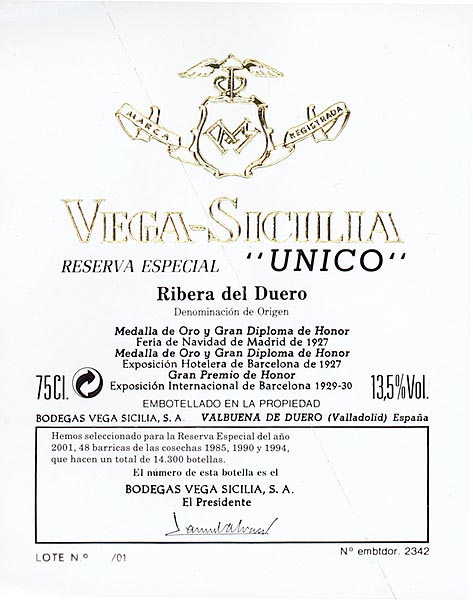 MARCA REGISTRADA
VEGA-SICILIA
RESERVA ESPECIAL "UNICO"
Ribera del Duero
Denominación de Origen
Medalla de Oro y Gran Diploma de Honor
Feria de Navidad de Madrid de 1927
Medalla de Oro y Gran Diploma de Honor
Exposición Hotelera de Barcelona de 1927
Gran Premio de Honor
Exposición Internacional de Barcelona 1929-30
75Cl. 13,5%Vol.
EMBOTELLADO EN LA PROPIEDAD
BODEGAS VEGA SICILIA, S. A. VALBUENA DE DUERO (Valladolid) España
Hemos seleccionado para la Reserva Especial del año
2001, 48 barricas de las cosechas 1985, 1990 y 1994,
que hacen un total de 14.300 botellas.
El número de esta botella es el
BODEGAS VEGA SICILIA, S. A.
El Presidente
LOTE N.º /01 Nº embtdor. 2342